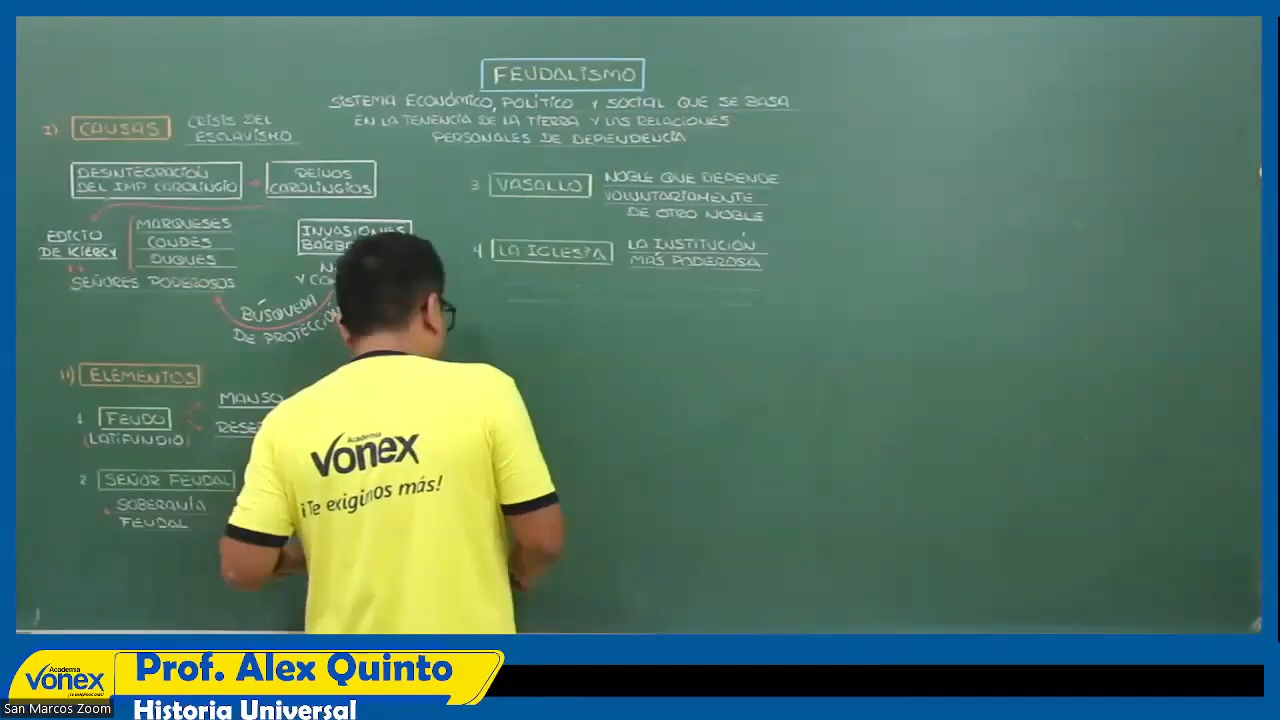 FEUDALISMO
SISTEMA ECONÓMICO, POLÍTICO Y SOCIAL QUE SE BASA
EN LA TENENCIA DE LA TIERRA Y LAS RELACIONES
PERSONALES DE DEPENDENCIA
I) CAUSAS
CRISIS DEL
ESCLAVISMO
DESINTEGRACIÓN
DEL IMP CAROLINGIO
REINOS
CAROLINGIOS
EDICTO
DE KIERCY
MARQUESES
CONDES
DUQUES
SEÑORES PODEROSOS
INVASIONES
BÚSQUEDA
DE PROTECCIÓN
II) ELEMENTOS
1 FEUDO
(LATIFUNDIO)
MANSO
2 SEÑOR FEUDAL
SOBERANÍA
FEUDAL
3 VASALLO
NOBLE QUE DEPENDE
VOLUNTARIAMENTE
DE OTRO NOBLE
4 LA IGLESIA
LA INSTITUCIÓN
MÁS PODEROSA
Academia
Vonex
¡Te exigimos más!
Academia
Vonex
¡Te exigimos más!
Prof. Alex Quinto
Historia Universal
San Marcos Zoom